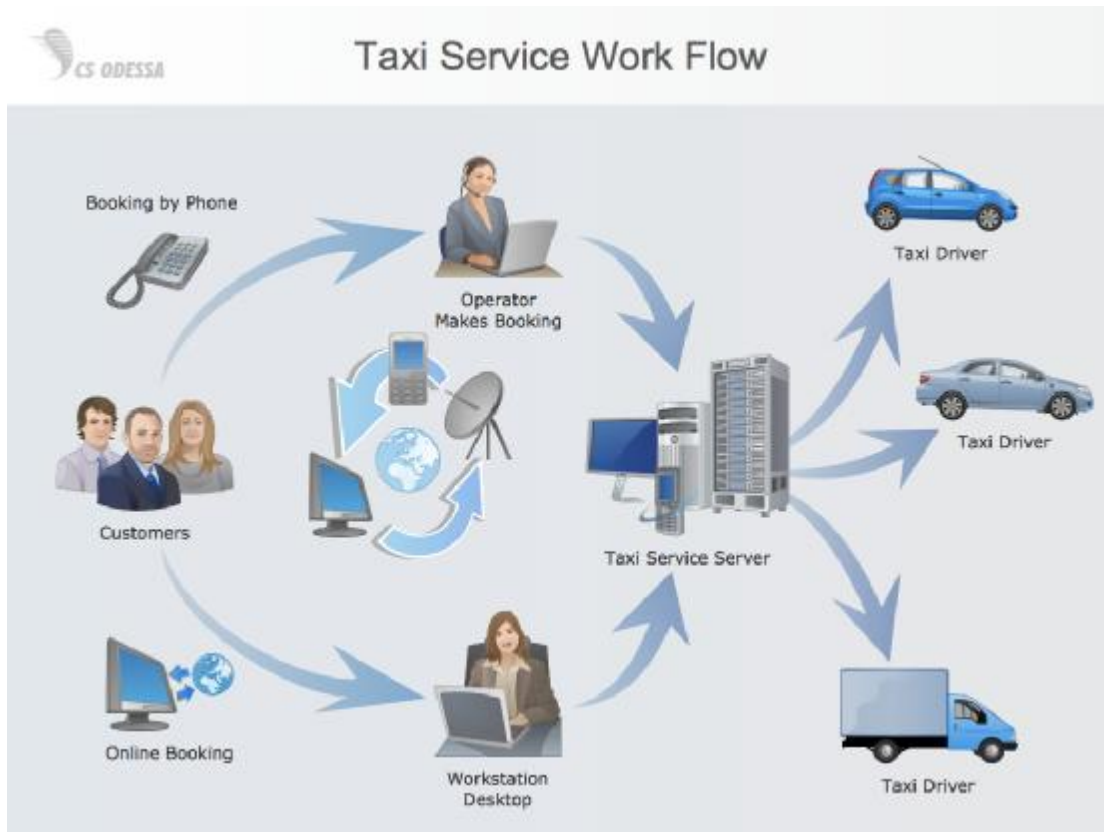 CS ODESSA
Taxi Service Work Flow
Booking by Phone
Operator
Makes Booking
Taxi Driver
Taxi Driver
Customers
Taxi Service Server
Online Booking
Workstation
Desktop
Taxi Driver